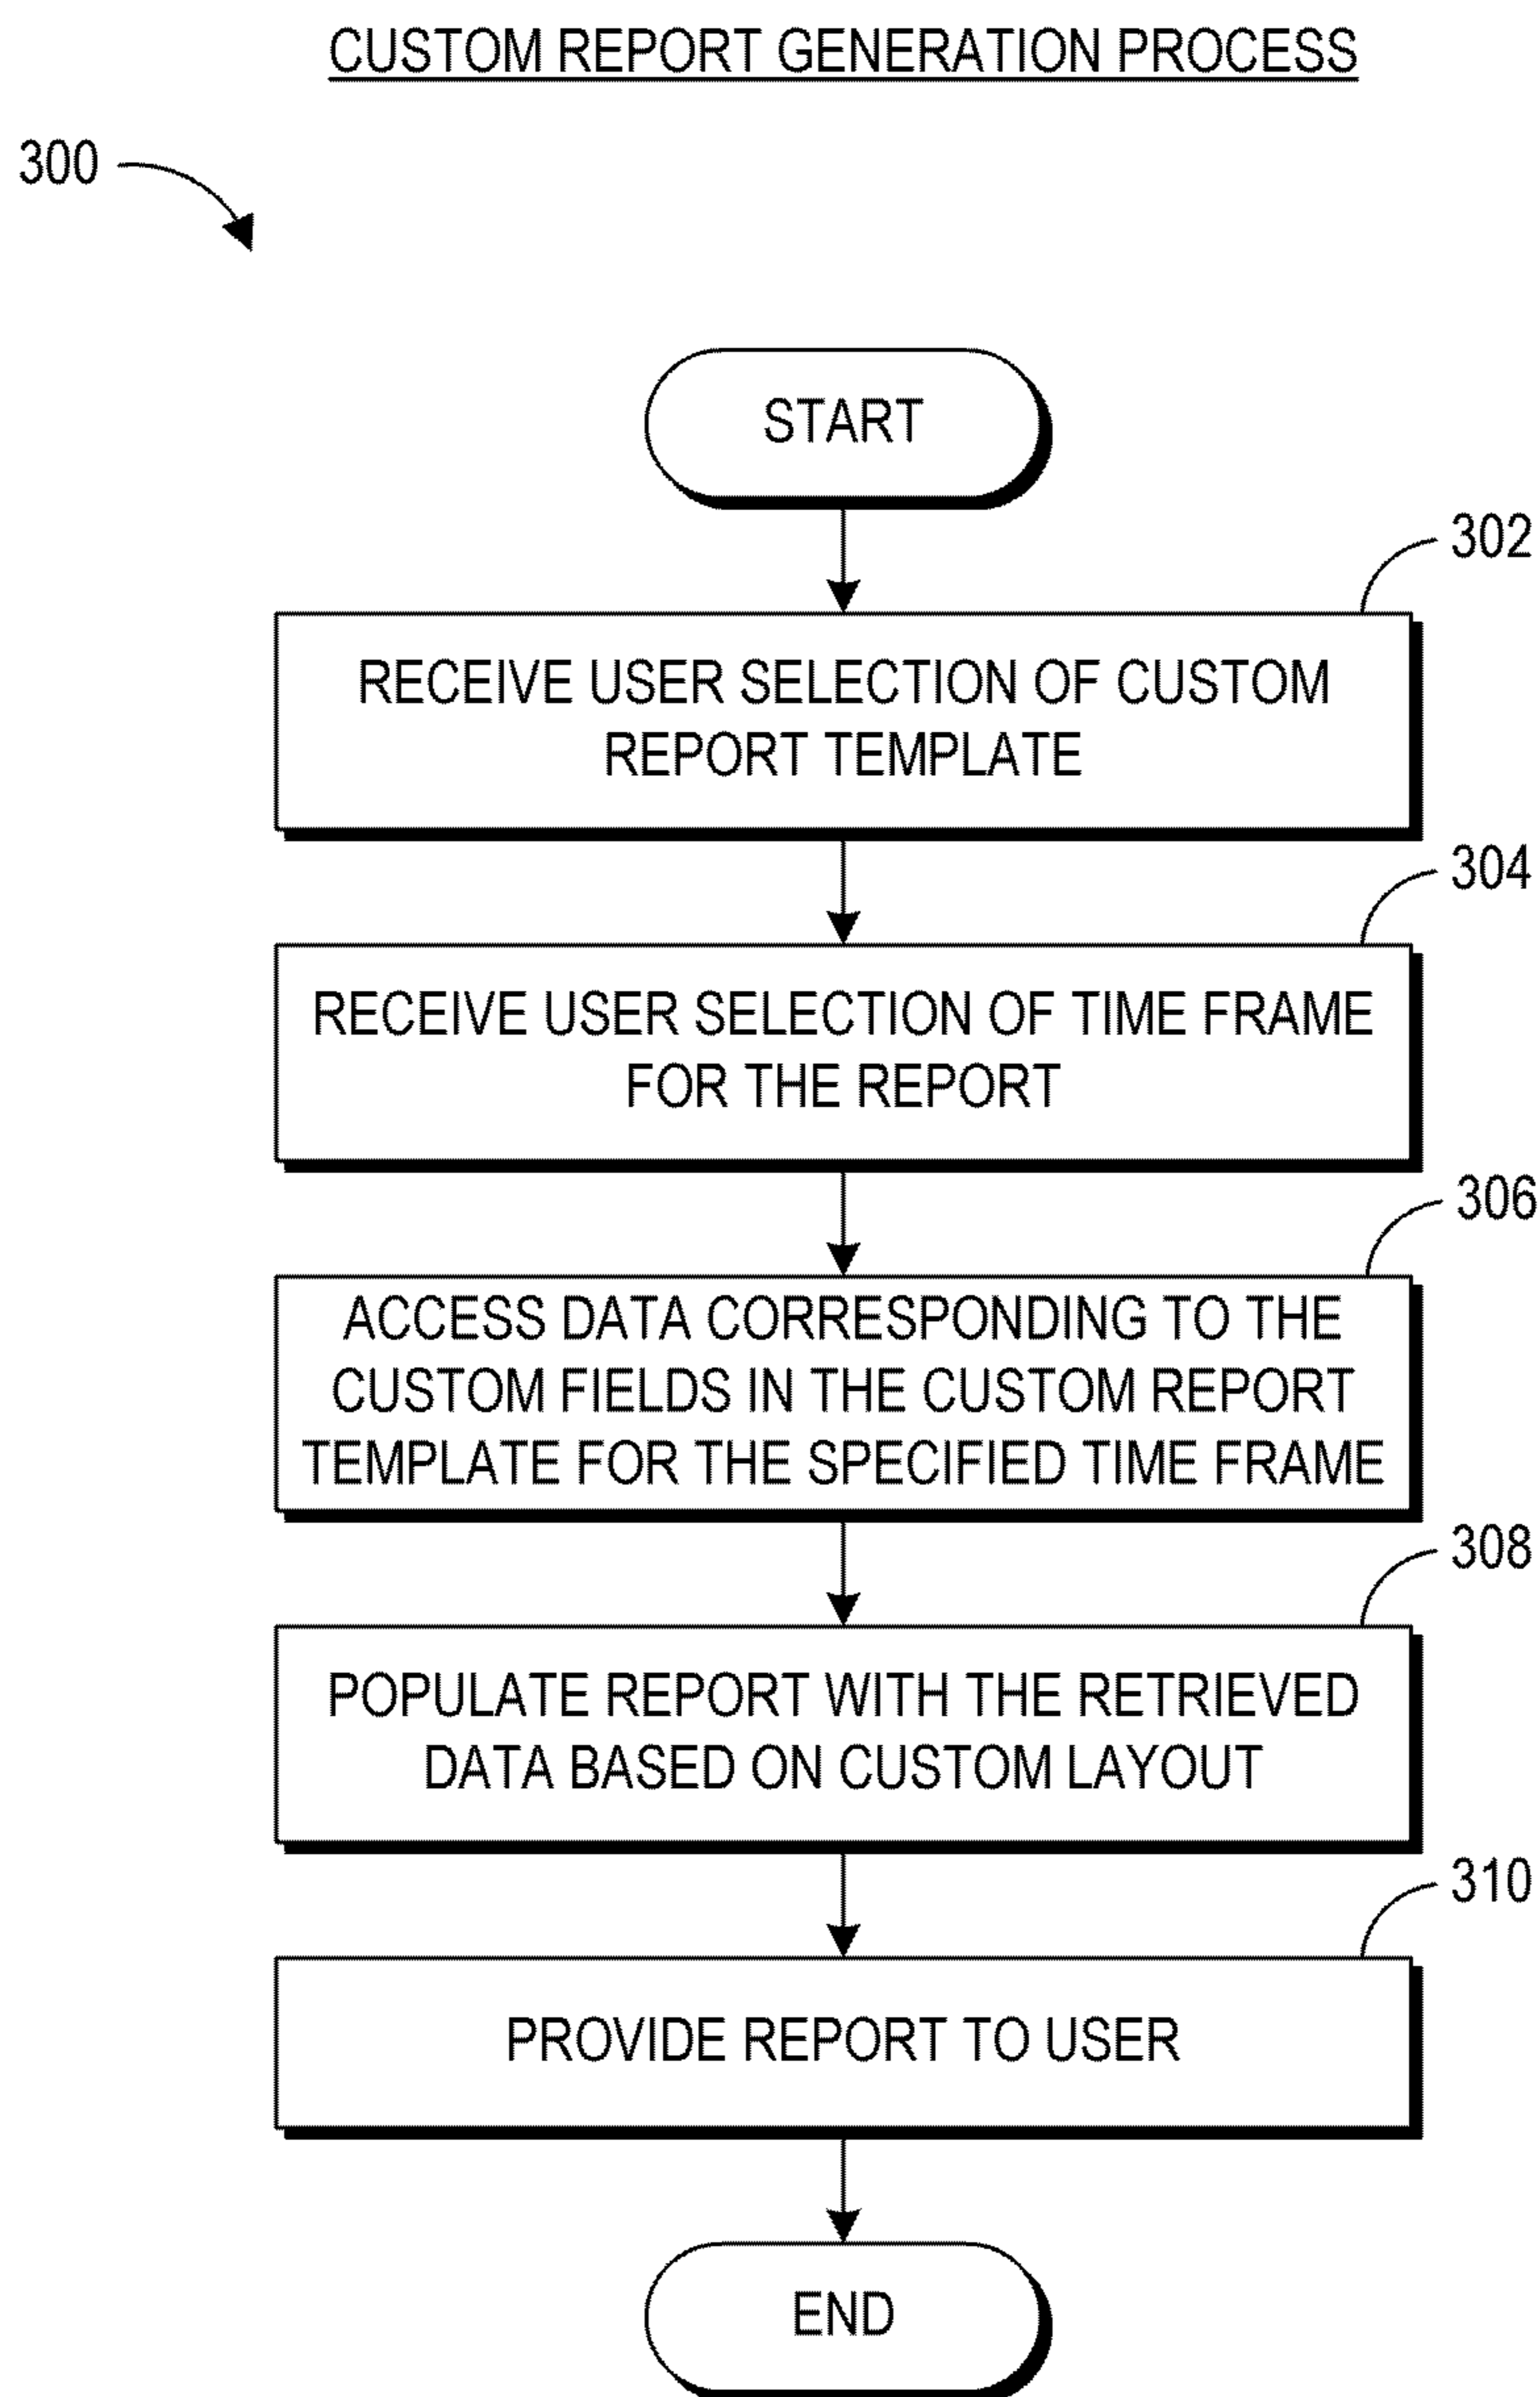 CUSTOM REPORT GENERATION PROCESS
300
START
302
RECEIVE USER SELECTION OF CUSTOM
REPORT TEMPLATE
304
RECEIVE USER SELECTION OF TIME FRAME
FOR THE REPORT
306
ACCESS DATA CORRESPONDING TO THE
CUSTOM FIELDS IN THE CUSTOM REPORT
TEMPLATE FOR THE SPECIFIED TIME FRAME
308
POPULATE REPORT WITH THE RETRIEVED
DATA BASED ON CUSTOM LAYOUT
310
PROVIDE REPORT TO USER
END